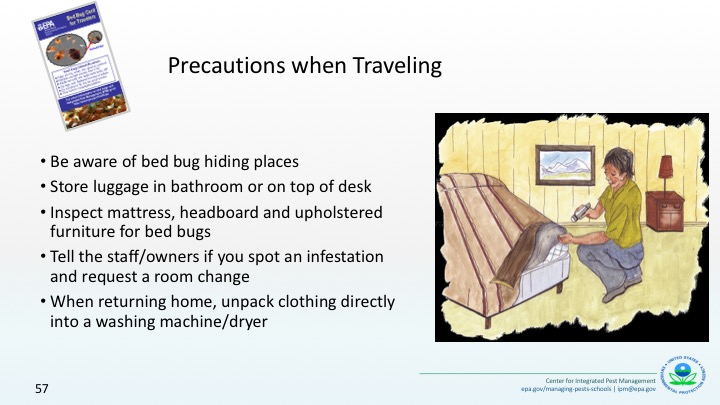 EPA
Bed Bug Card
for Travelers
Precautions when Traveling
• Be aware of bed bug hiding places
• Store luggage in bathroom or on top of desk
• Inspect mattress, headboard and upholstered
furniture for bed bugs
• Tell the staff/owners if you spot an infestation
and request a room change
• When returning home, unpack clothing directly
into a washing machine/dryer
Center for Integrated Pest Management
epa.gov/managing-pests-schools | ipm@epa.gov
57